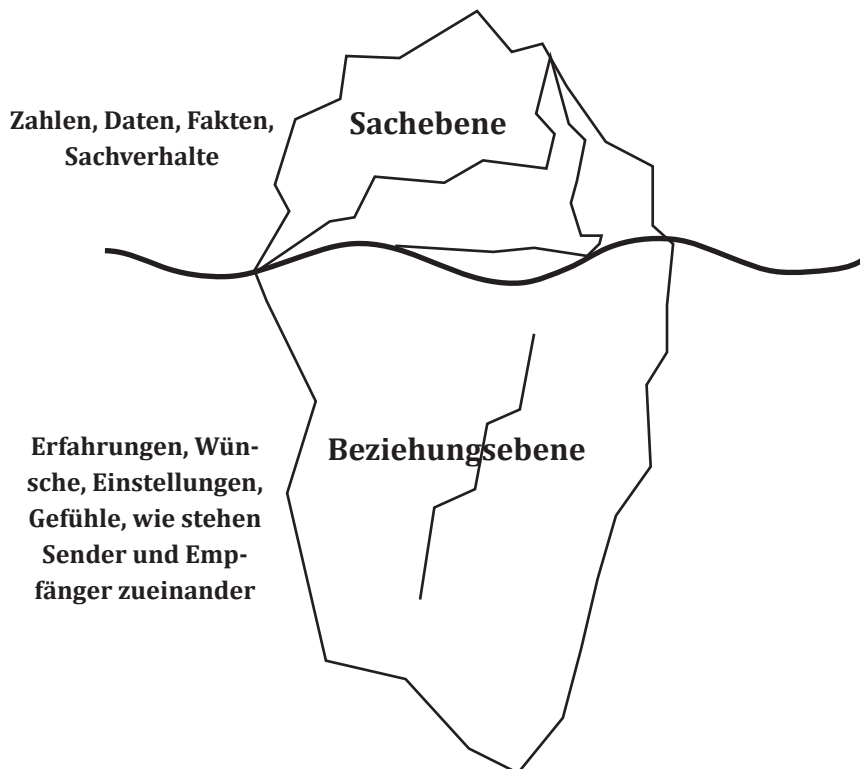 Zahlen, Daten, Fakten,
Sachverhalte
Sachebene
Erfahrungen, Wün-
sche, Einstellungen,
Gefühle, wie stehen
Sender und Emp-
fänger zueinander
Beziehungsebene